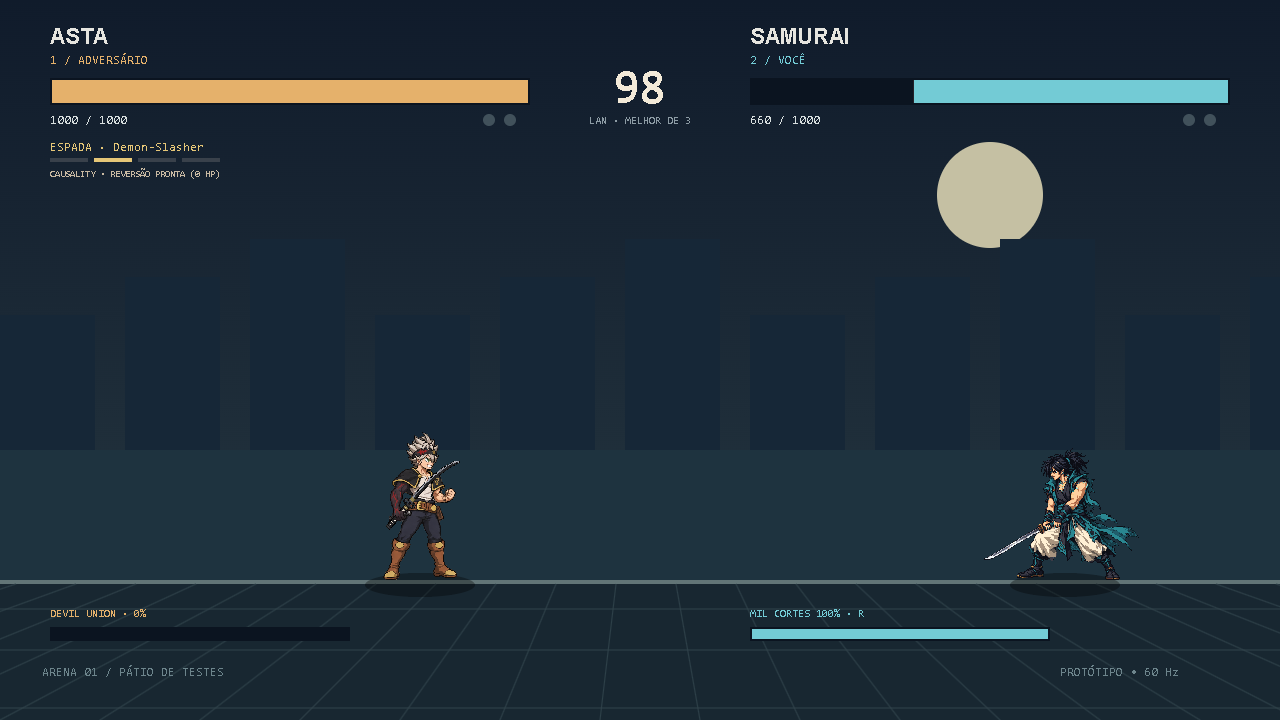 ASTA
1 / ADVERSÁRIO
1000 / 1000
ESPADA · Demon-Slasher
CAUSALITY · REVERSÃO PRONTA (0 HP)
98
LAN · MELHOR DE 3
SAMURAI
2 / VOCÊ
660 / 1000
DEVIL UNION · 0%
MIL CORTES 100% · R
ARENA 01 / PÁTIO DE TESTES
PROTÓTIPO • 60 Hz